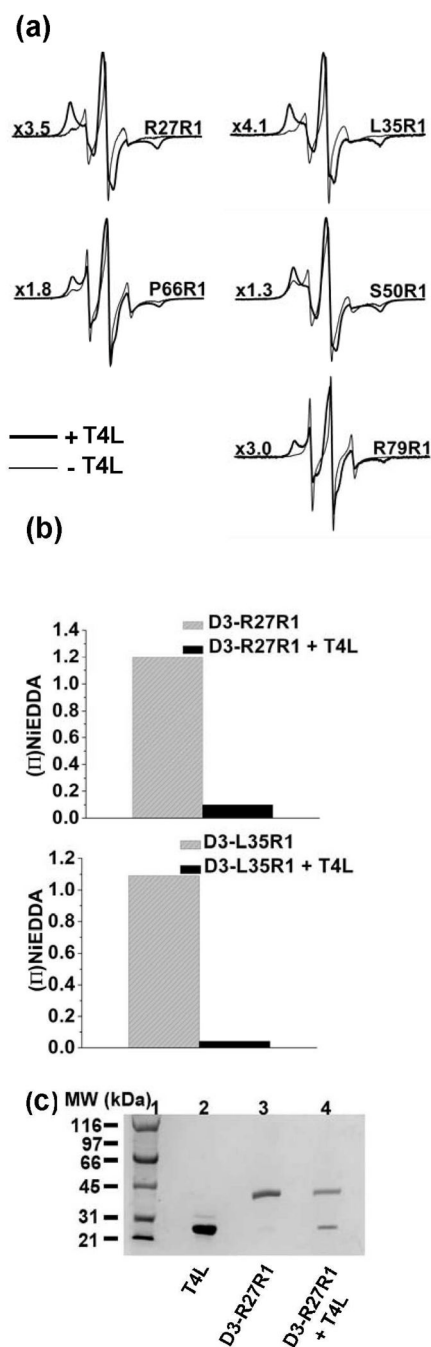 (a)
x3.5 R27R1
x4.1 L35R1
x1.8 P66R1
x1.3 S50R1
x3.0 R79R1
+ T4L
- T4L
(b)
D3-R27R1
D3-R27R1 + T4L
(Π)NiEDDA
1.4
1.2
1.0
0.8
0.6
0.4
0.2
0.0
D3-L35R1
D3-L35R1 + T4L
(Π)NiEDDA
1.2
1.0
0.8
0.6
0.4
0.2
0.0
(c) MW (kDa) 1 2 3 4
116
97
66
45
31
21
T4L
D3-R27R1
D3-R27R1
+ T4L